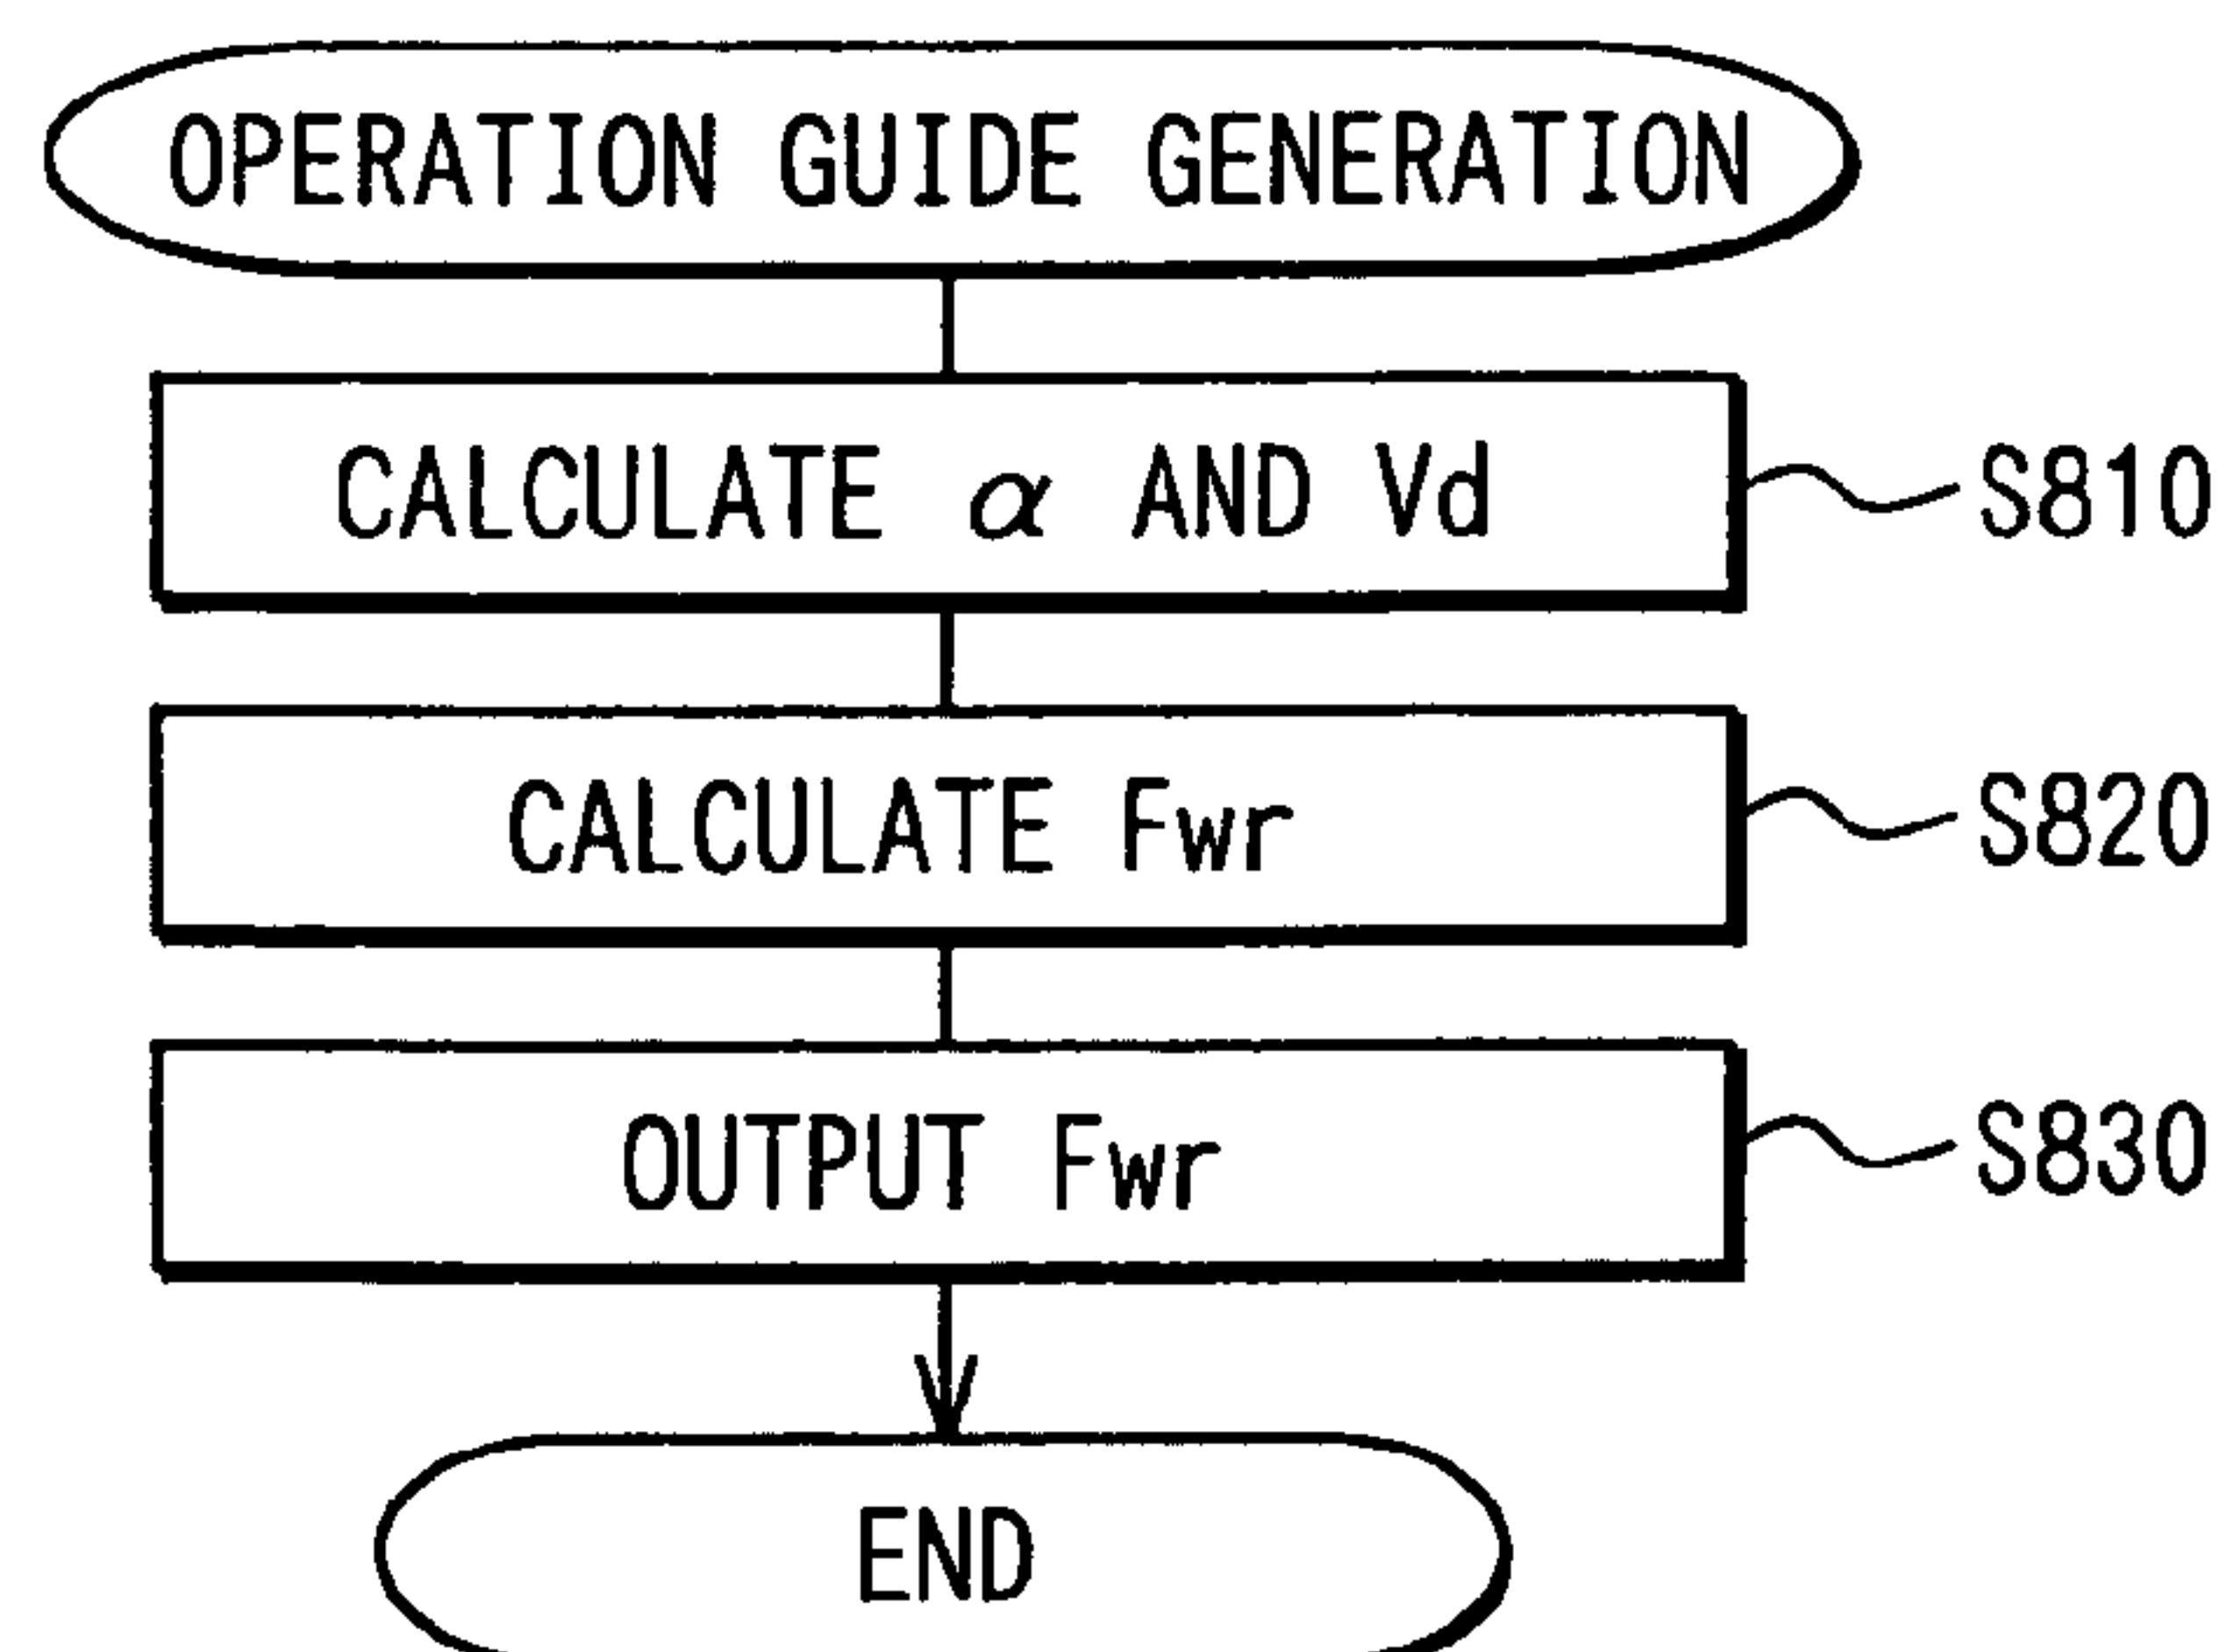 OPERATION GUIDE GENERATION
CALCULATE α AND Vd
S810
CALCULATE Fwr
S820
OUTPUT Fwr
S830
END